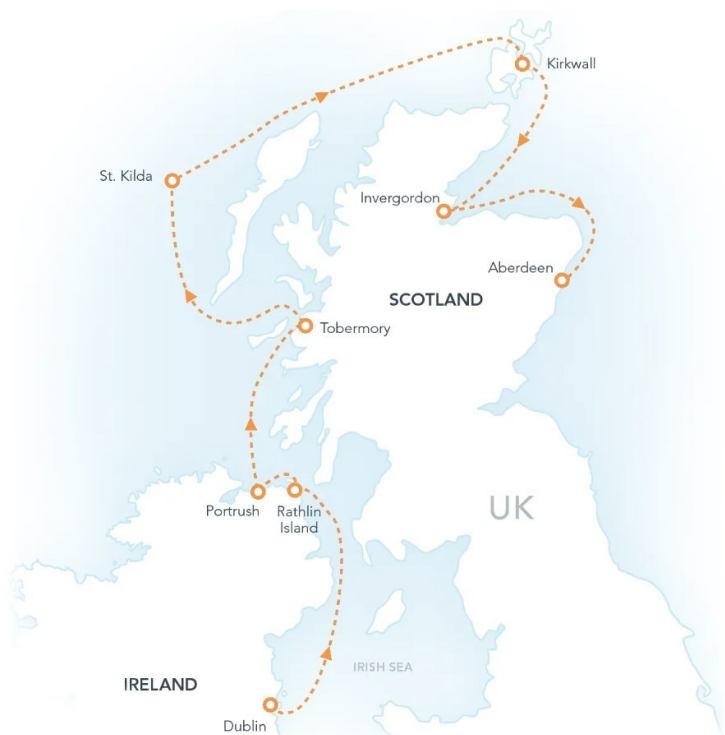 Kirkwall
St. Kilda
Invergordon
Aberdeen
SCOTLAND
Tobermory
Portrush
Rathlin
Island
UK
IRISH SEA
IRELAND
Dublin